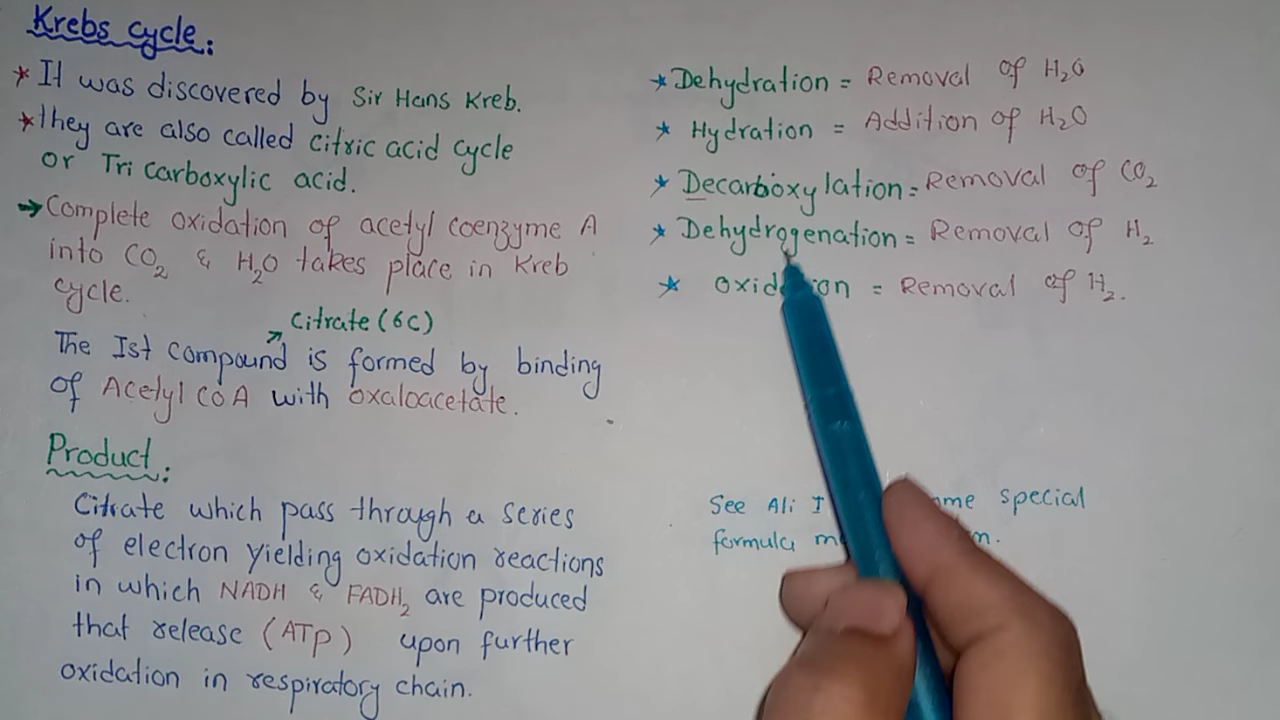 Krebs cycle:
* It was discovered by Sir Hans Kreb.
* They are also called Citric acid cycle
or Tri carboxylic acid.
→ Complete oxidation of acetyl coenzyme A
into CO2 & H2O takes place in Kreb
cycle.
Citrate (6C)
The Ist compound is formed by binding
of Acetyl CoA with oxaloacetate.
Product:
Citrate which pass through a series
of electron yielding oxidation reactions
in which NADH & FADH2 are produced
that release (ATP) upon further
oxidation in respiratory chain.
* Dehydration = Removal of H2O
* Hydration = Addition of H2O
* Decarboxylation = Removal of CO2
* Dehydrogenation = Removal of H2
* = Removal of H2.
See Ali I special
formula